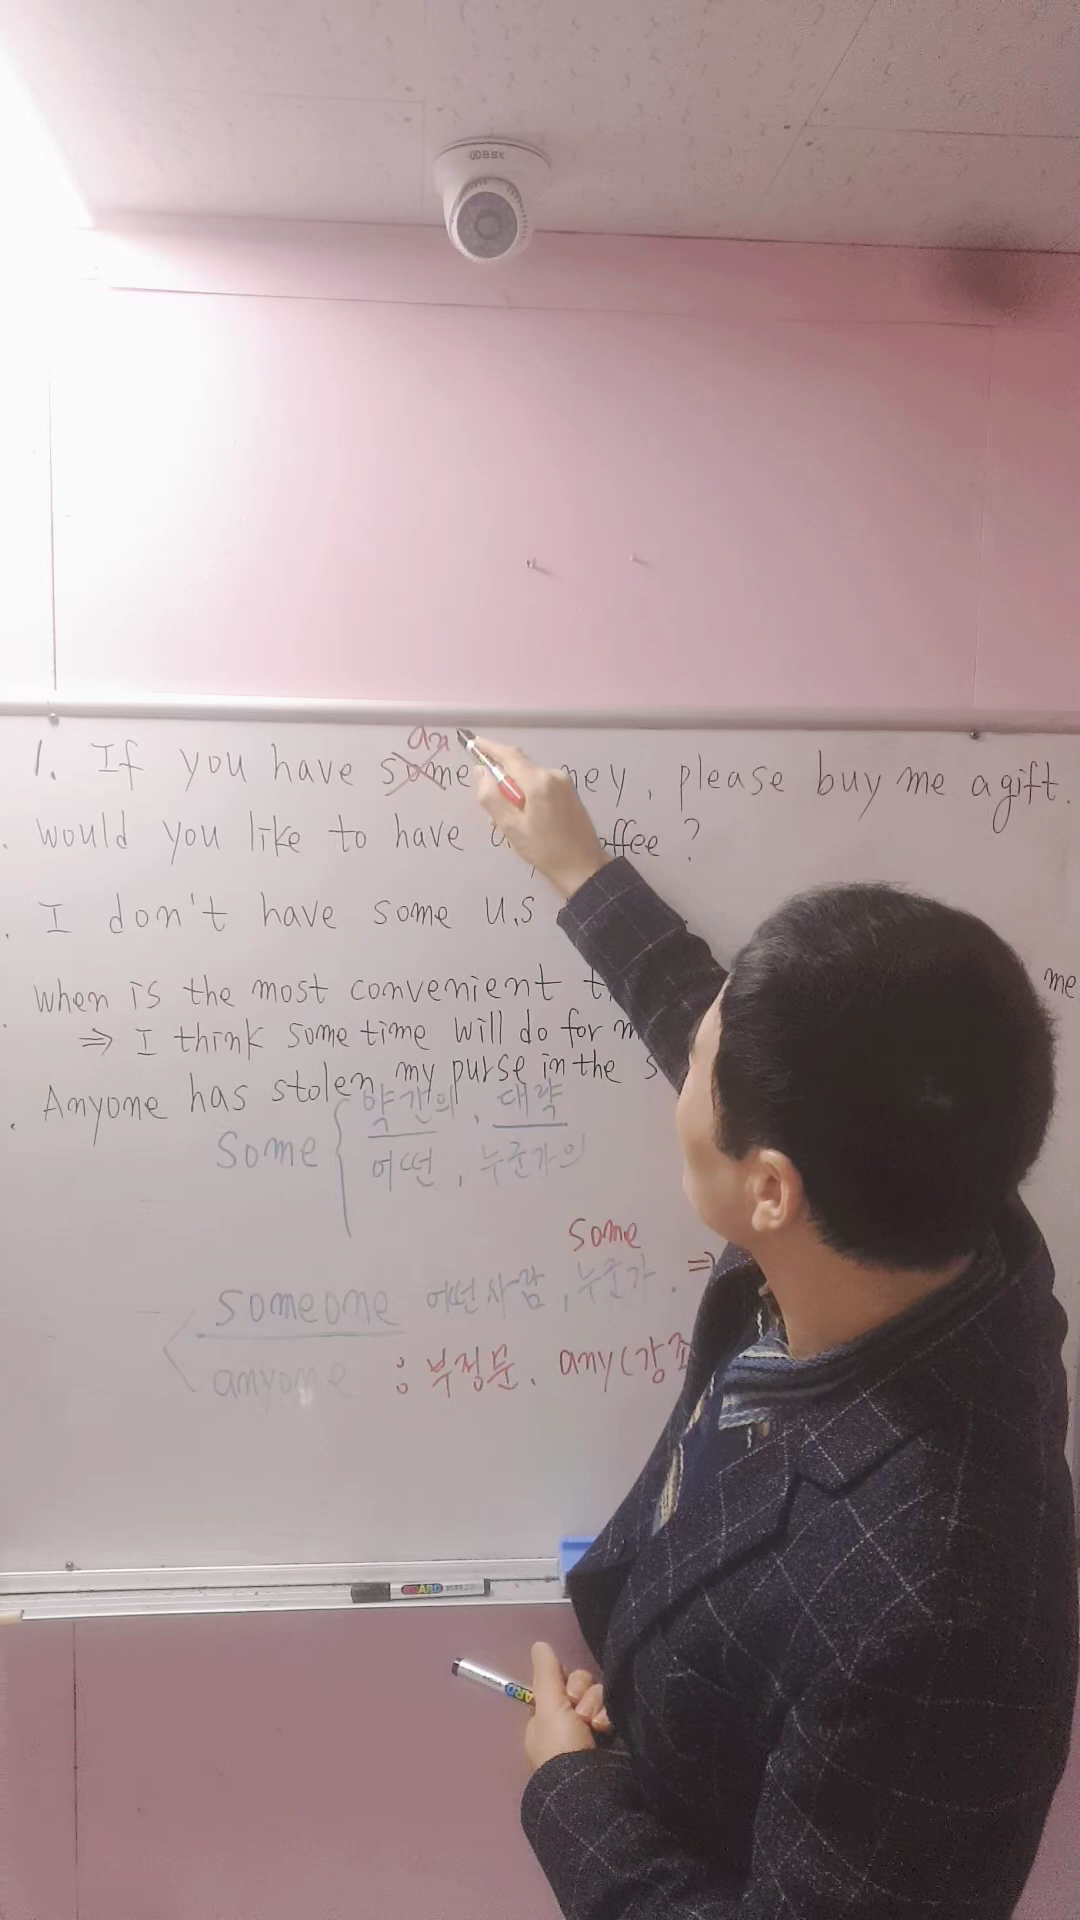 BBK
an
1. If you have some ney, please buy me a gift.
would you like to have offee ?
I don't have some U.S
when is the most convenient me
⇒ I think some time will do for m
Anyone has stolen my purse in the s
some { 약간의, 대략
어떤, 누군가의
some
someone 어떤 사람, 누군가. ⇒
anyone : 부정문. any(강조